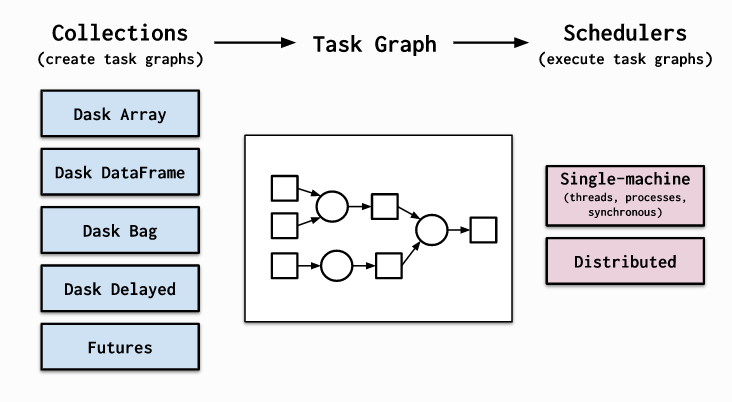 Collections
(create task graphs)
Task Graph
Schedulers
(execute task graphs)
Dask Array
Dask DataFrame
Dask Bag
Dask Delayed
Futures
Single-machine
(threads, processes,
synchronous)
Distributed